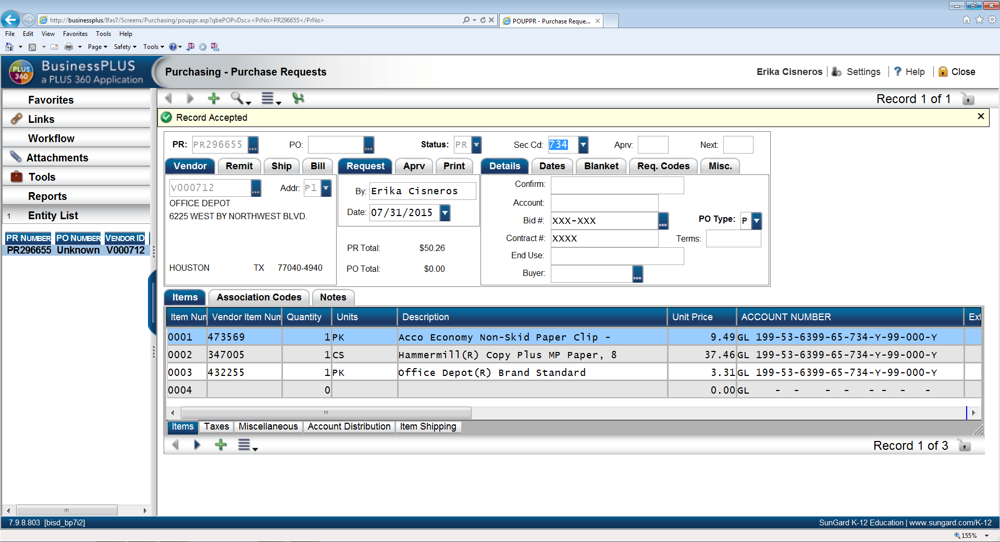 http://businessplus/Ifas7/Screens/Purchasing/pouppr.asp?qbePOPvDsc=<PrNo>PR296655</PrNo>
POUPPR - Purchase Reque...
File Edit View Favorites Tools Help
Page Safety Tools
PLUS 360
BusinessPLUS
a PLUS 360 Application
Purchasing - Purchase Requests
Erika Cisneros Settings Help Close
Favorites
Links
Workflow
Attachments
Tools
Reports
1 Entity List
PR NUMBER PO NUMBER VENDOR ID
PR296655 Unknown V000712
Record 1 of 1
Record Accepted
PR: PR296655 PO: Status: PR Sec Cd: 734 Aprv: Next:
Vendor Remit Ship Bill Request Aprv Print Details Dates Blanket Req. Codes Misc.
V000712 Addr: P1
OFFICE DEPOT
6225 WEST BY NORTHWEST BLVD.
HOUSTON TX 77040-4940
By: Erika Cisneros
Date: 07/31/2015
PR Total: $50.26
PO Total: $0.00
Confirm:
Account:
Bid #: XXX-XXX PO Type: P
Contract #: XXXX Terms:
End Use:
Buyer:
Items Association Codes Notes
Item Num Vendor Item Num Quantity Units Description Unit Price ACCOUNT NUMBER Ext
0001 473569 1 PK Acco Economy Non-Skid Paper Clip - 9.49 GL 199-53-6399-65-734-Y-99-000-Y
0002 347005 1 CS Hammermill(R) Copy Plus MP Paper, 8 37.46 GL 199-53-6399-65-734-Y-99-000-Y
0003 432255 1 PK Office Depot(R) Brand Standard 3.31 GL 199-53-6399-65-734-Y-99-000-Y
0004 0 0.00 GL - - - - - - - -
Items Taxes Miscellaneous Account Distribution Item Shipping
Record 1 of 3
7.9.8.803 [bisd_bp7i2]
SunGard K-12 Education | www.sungard.com/K-12
155%